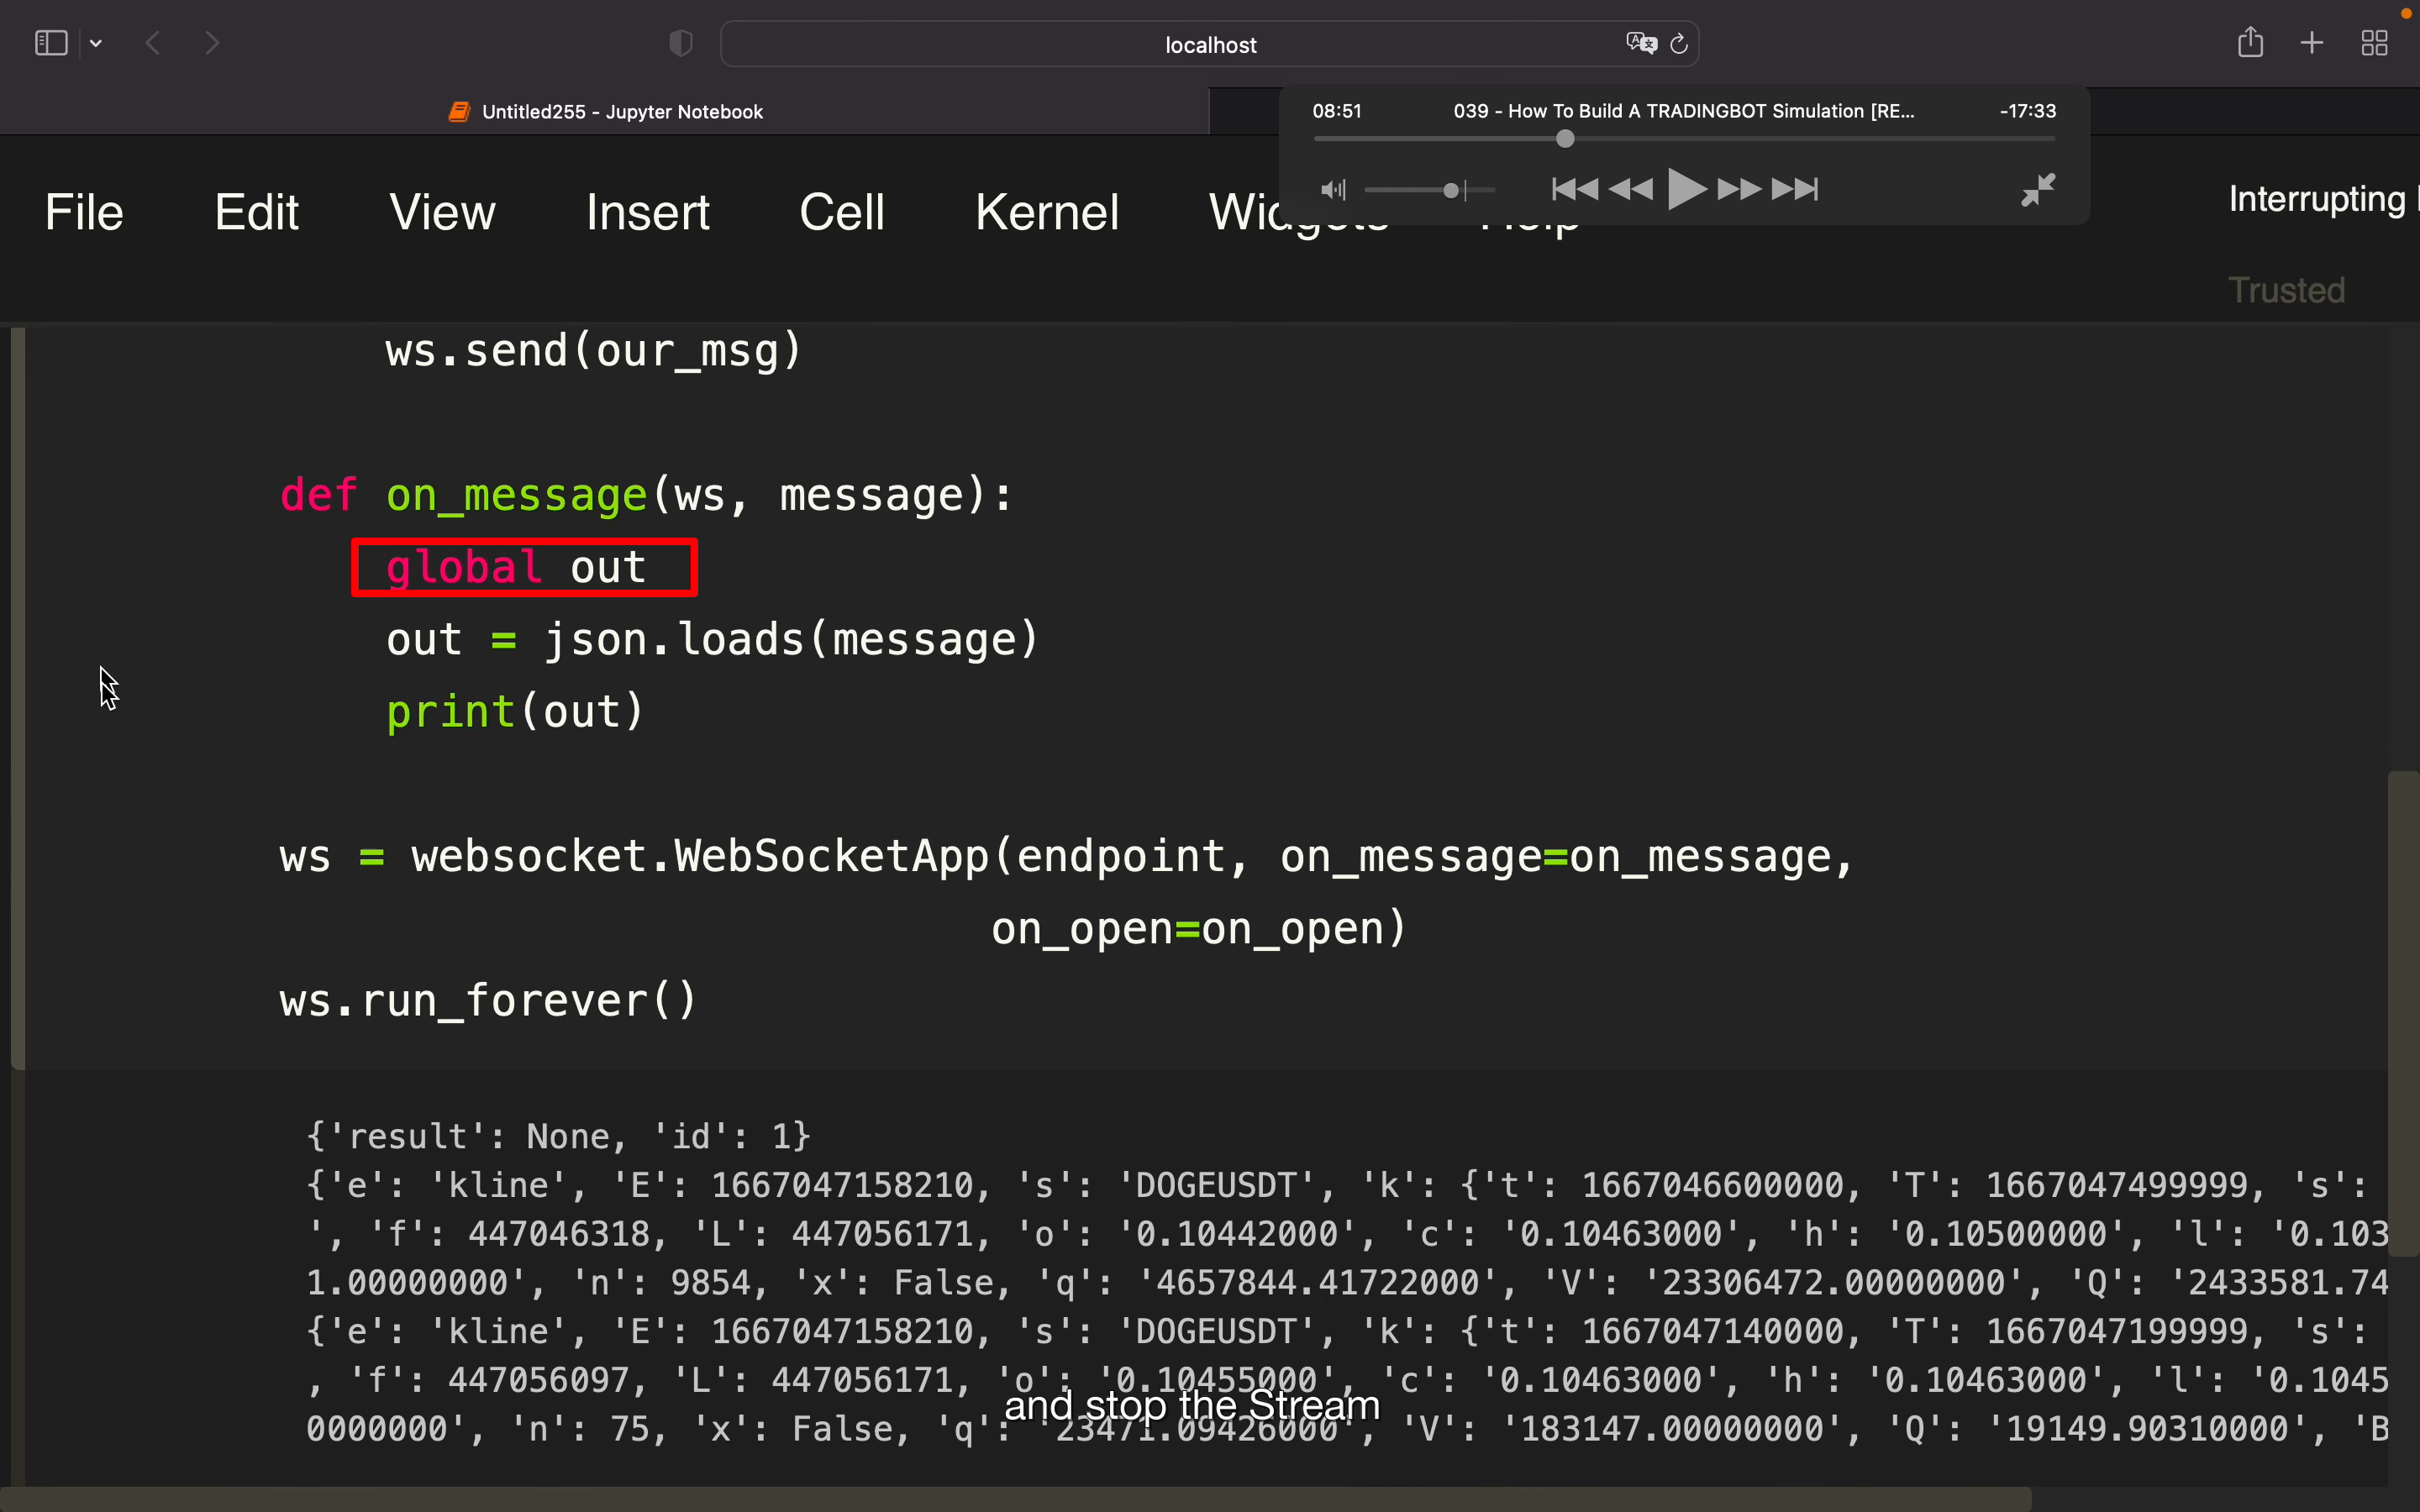 localhost
Untitled255 - Jupyter Notebook
08:51
039 - How To Build A TRADINGBOT Simulation [RE...
-17:33
File Edit View Insert Cell Kernel
Interrupting
Trusted
ws.send(our_msg)
def on_message(ws, message):
global out
out = json.loads(message)
print(out)
ws = websocket.WebSocketApp(endpoint, on_message=on_message,
on_open=on_open)
ws.run_forever()
{'result': None, 'id': 1}
{'e': 'kline', 'E': 1667047158210, 's': 'DOGEUSDT', 'k': {'t': 1667046600000, 'T': 1667047499999, 's':
', 'f': 447046318, 'L': 447056171, 'o': '0.10442000', 'c': '0.10463000', 'h': '0.10500000', 'l': '0.103
1.00000000', 'n': 9854, 'x': False, 'q': '4657844.41722000', 'V': '23306472.00000000', 'Q': '2433581.74
{'e': 'kline', 'E': 1667047158210, 's': 'DOGEUSDT', 'k': {'t': 1667047140000, 'T': 1667047199999, 's':
, 'f': 447056097, 'L': 447056171, 'o': '0.10455000', 'c': '0.10463000', 'h': '0.10463000', 'l': '0.1045
and stop the Stream
0000000', 'n': 75, 'x': False, 'q': '23471.09426000', 'V': '183147.00000000', 'Q': '19149.90310000', 'B